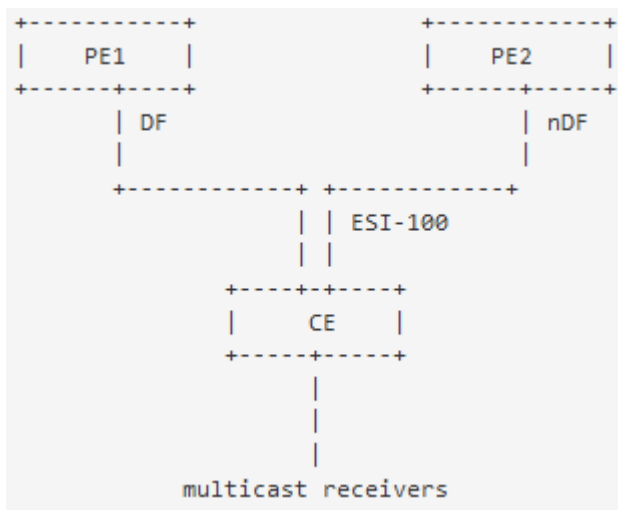 PE1 PE2
DF nDF
ESI-100
CE
multicast receivers